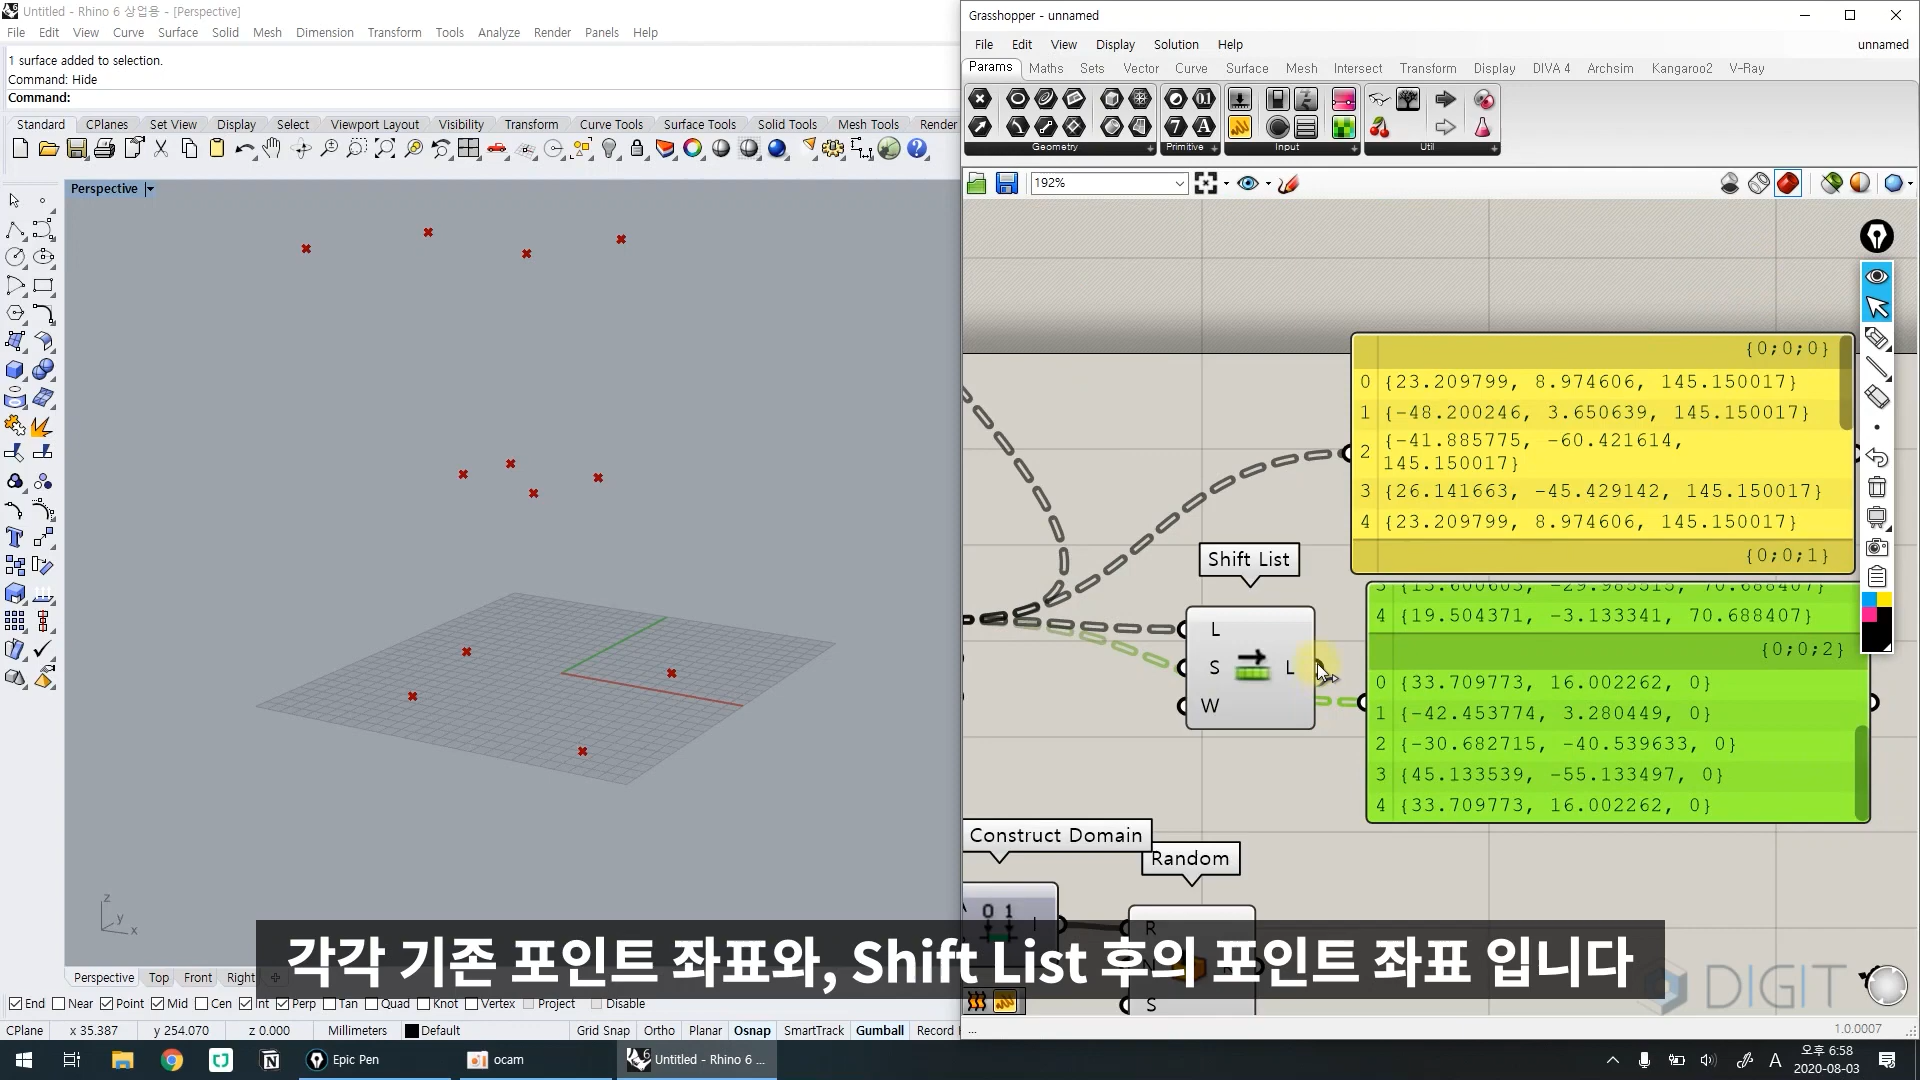 Untitled - Rhino 6 상업용 - [Perspective]
File Edit View Curve Surface Solid Mesh Dimension Transform Tools Analyze Render Panels Help
1 surface added to selection.
Command: Hide
Command:
Standard CPlanes Set View Display Select Viewport Layout Visibility Transform Curve Tools Surface Tools Solid Tools Mesh Tools Render
Perspective
z
y
x
Perspective Top Front Right
End Near Point Mid Cen Int Perp Tan Quad Knot Vertex Project Disable
CPlane x 35.387 y 254.070 z 0.000 Millimeters Default Grid Snap Ortho Planar Osnap SmartTrack Gumball Record
Grasshopper - unnamed
File Edit View Display Solution Help unnamed
Params Maths Sets Vector Curve Surface Mesh Intersect Transform Display DIVA 4 Archsim Kangaroo2 V-Ray
Geometry Primitive Input Util
192%
{0;0;0}
0 {23.209799, 8.974606, 145.150017}
1 {-48.200246, 3.650639, 145.150017}
2 {-41.885775, -60.421614,
145.150017}
3 {26.141663, -45.429142, 145.150017}
4 {23.209799, 8.974606, 145.150017}
{0;0;1}
Shift List
L
S L
W
3 {13.600603, -29.985515, 70.688407}
4 {19.504371, -3.133341, 70.688407}
{0;0;2}
0 {33.709773, 16.002262, 0}
1 {-42.453774, 3.280449, 0}
2 {-30.682715, -40.539633, 0}
3 {45.133539, -55.133497, 0}
4 {33.709773, 16.002262, 0}
Construct Domain
Random
0 1
I
R
S
각각 기존 포인트 좌표와, Shift List 후의 포인트 좌표 입니다
DIGIT
...
1.0.0007
Epic Pen ocam Untitled - Rhino 6 ...
A
오후 6:58
2020-08-03